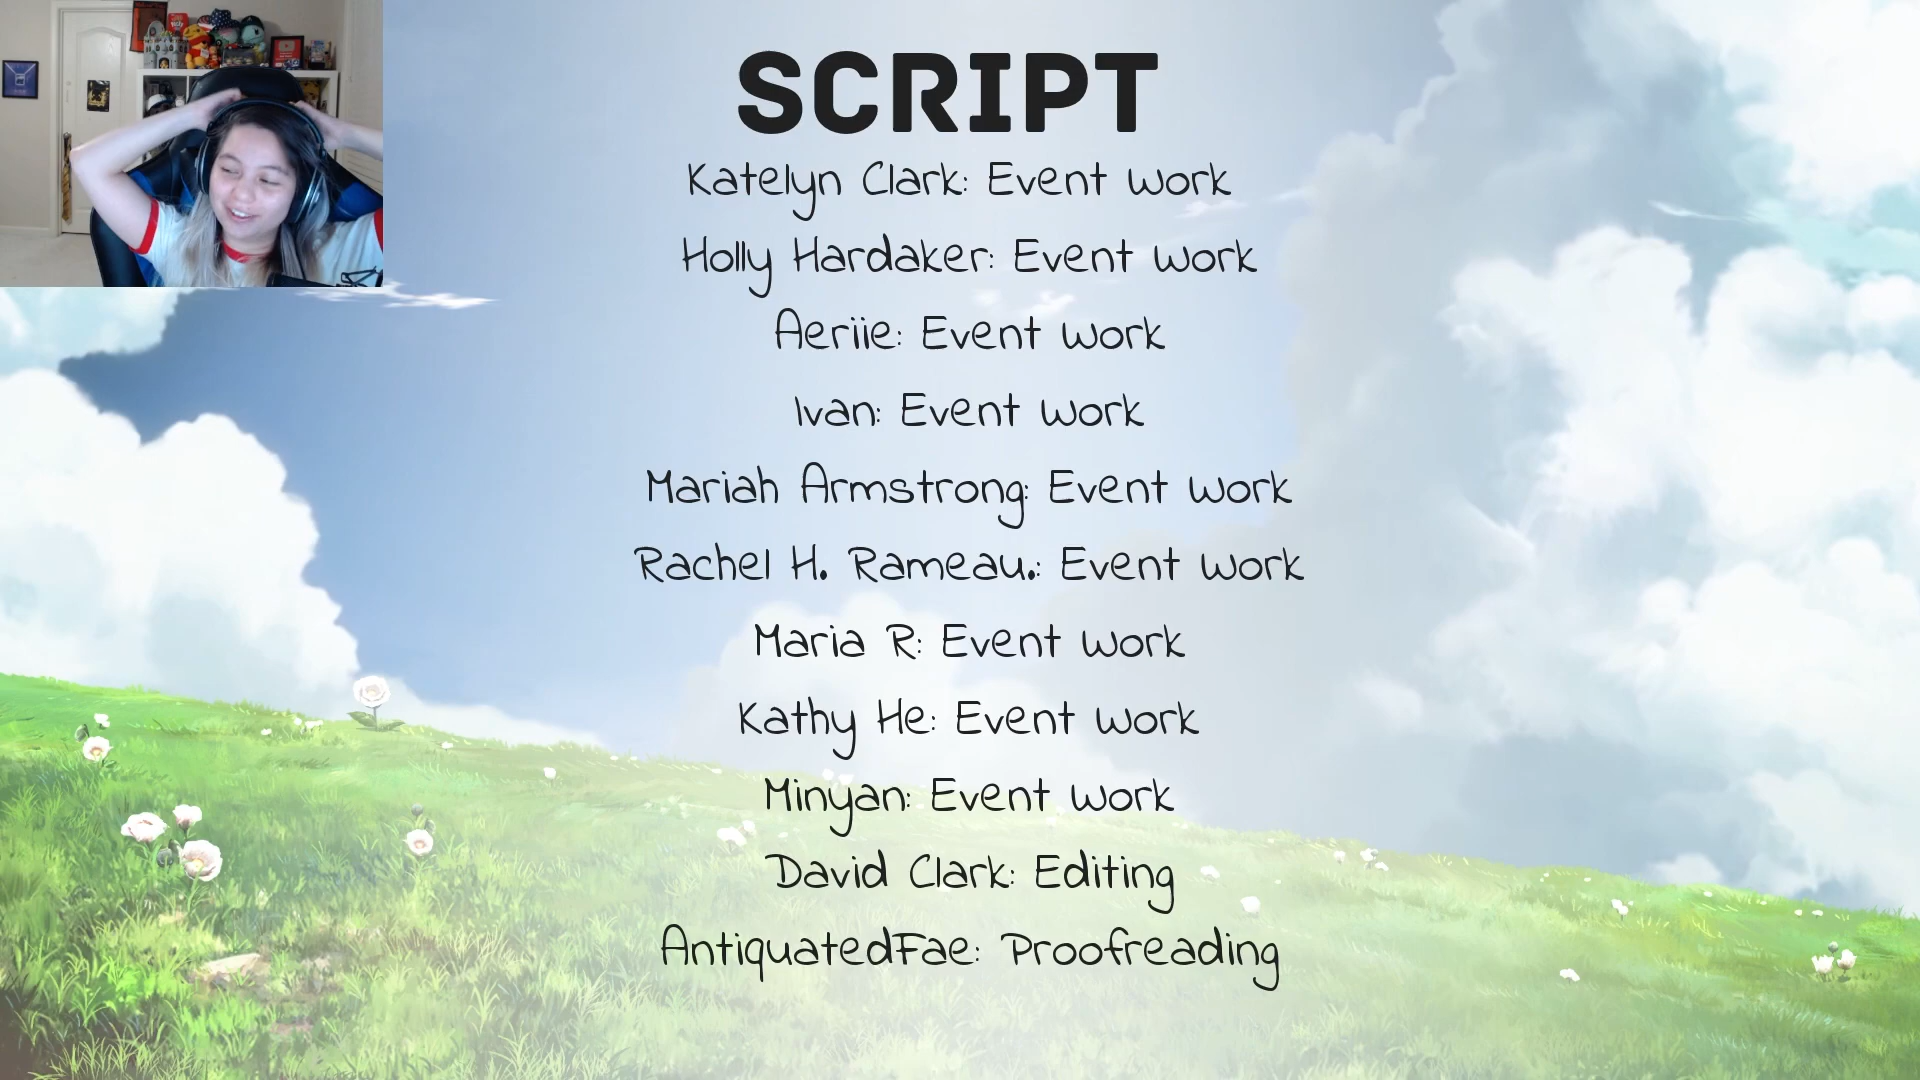 SCRIPT
Katelyn Clark: Event Work
Holly Hardaker: Event Work
Aeriie: Event Work
Ivan: Event Work
Mariah Armstrong: Event Work
Rachel H. Rameau.: Event Work
Maria R: Event Work
Kathy He: Event Work
Minyan: Event Work
David Clark: Editing
AntiquatedFae: Proofreading